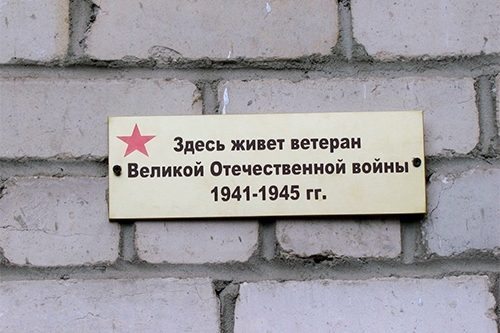 Здесь живет ветеран
Великой Отечественной войны
1941-1945 гг.